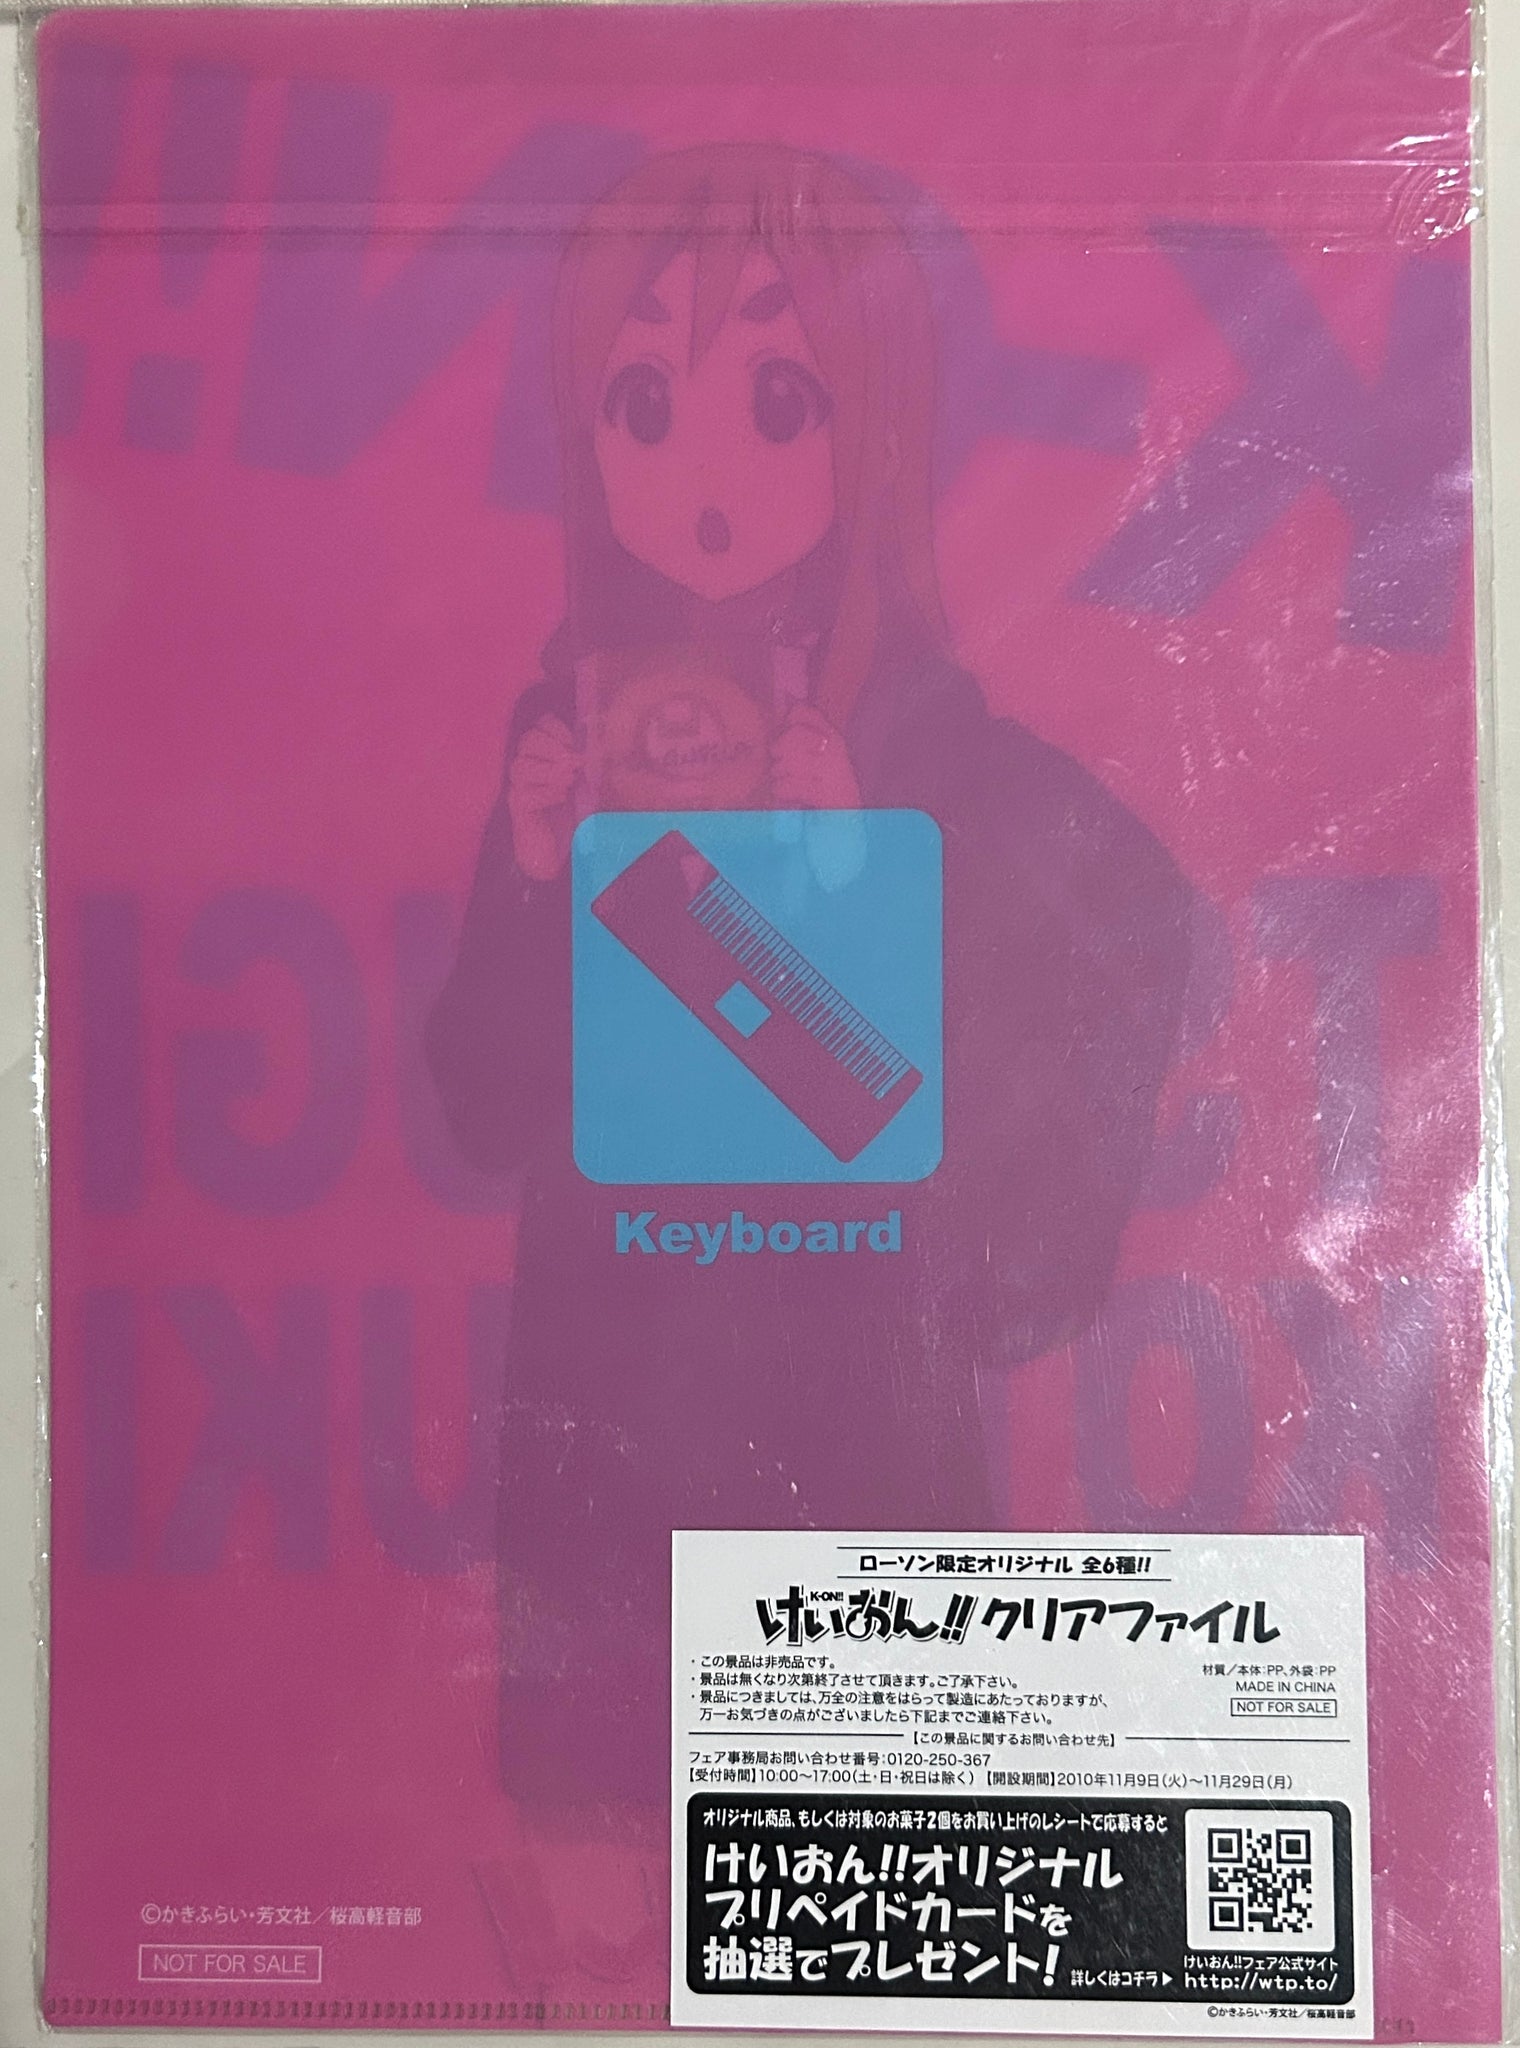 K-ON!!
TSUMUGI
KOTOBUKI
Keyboard
©かきふらい・芳文社／桜高軽音部
NOT FOR SALE
ローソン限定オリジナル 全6種!!
けいおん!! K-ON!! クリアファイル
・この景品は非売品です。
・景品は無くなり次第終了させて頂きます。ご了承下さい。
・景品につきましては、万全の注意をはらって製造にあたっておりますが、
万一お気づきの点がございましたら下記までご連絡下さい。
材質／本体:PP、外袋:PP
MADE IN CHINA
NOT FOR SALE
【この景品に関するお問い合わせ先】
フェア事務局お問い合わせ番号:0120-250-367
【受付時間】10:00〜17:00（土・日・祝日は除く）【開設期間】2010年11月9日（火）〜11月29日（月）
オリジナル商品、もしくは対象のお菓子2個をお買い上げのレシートで応募すると
けいおん!!オリジナル
プリペイドカードを
抽選でプレゼント!
詳しくはコチラ▶
けいおん!!フェア公式サイト
http://wtp.to/
©かきふらい・芳文社／桜高軽音部